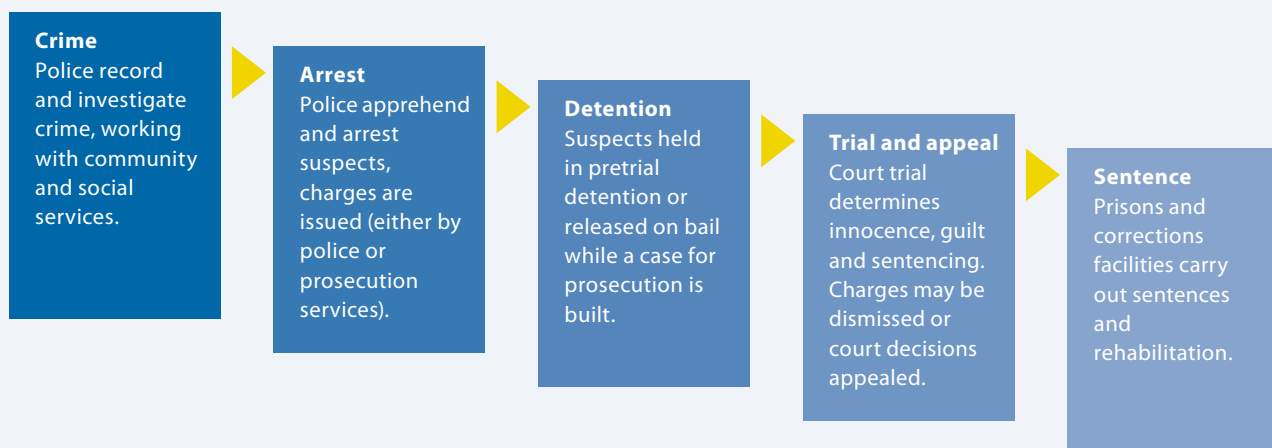 Crime
Police record
and investigate
crime, working
with community
and social
services.
Arrest
Police apprehend
and arrest
suspects,
charges are
issued (either by
police or
prosecution
services).
Detention
Suspects held
in pretrial
detention or
released on bail
while a case for
prosecution is
built.
Trial and appeal
Court trial
determines
innocence, guilt
and sentencing.
Charges may be
dismissed or
court decisions
appealed.
Sentence
Prisons and
corrections
facilities carry
out sentences
and
rehabilitation.